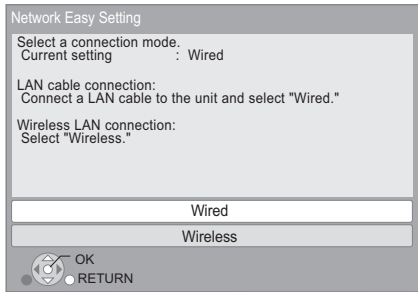 Network Easy Setting
Select a connection mode.
Current setting : Wired
LAN cable connection:
Connect a LAN cable to the unit and select "Wired."
Wireless LAN connection:
Select "Wireless."
Wired
Wireless
OK
RETURN